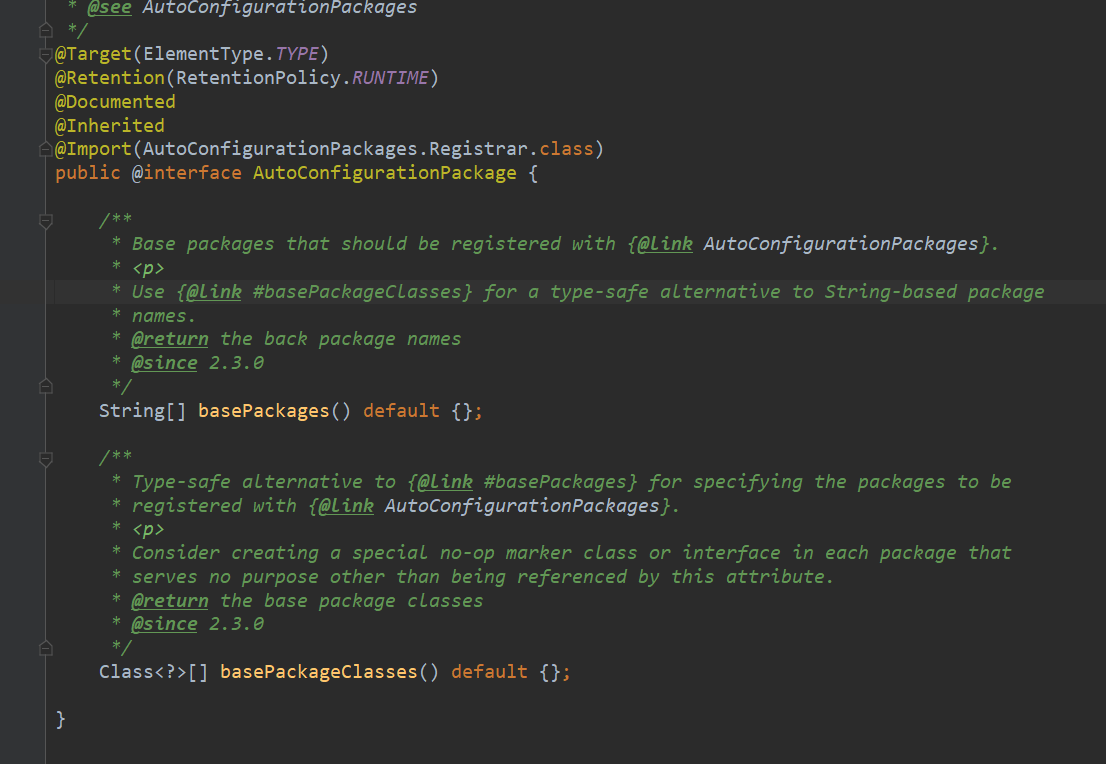 * @see AutoConfigurationPackages
*/
@Target(ElementType.TYPE)
@Retention(RetentionPolicy.RUNTIME)
@Documented
@Inherited
@Import(AutoConfigurationPackages.Registrar.class)
public @interface AutoConfigurationPackage {
/**
* Base packages that should be registered with {@link AutoConfigurationPackages}.
* <p>
* Use {@link #basePackageClasses} for a type-safe alternative to String-based package
* names.
* @return the back package names
* @since 2.3.0
*/
String[] basePackages() default {};
/**
* Type-safe alternative to {@link #basePackages} for specifying the packages to be
* registered with {@link AutoConfigurationPackages}.
* <p>
* Consider creating a special no-op marker class or interface in each package that
* serves no purpose other than being referenced by this attribute.
* @return the base package classes
* @since 2.3.0
*/
Class<?>[] basePackageClasses() default {};
}